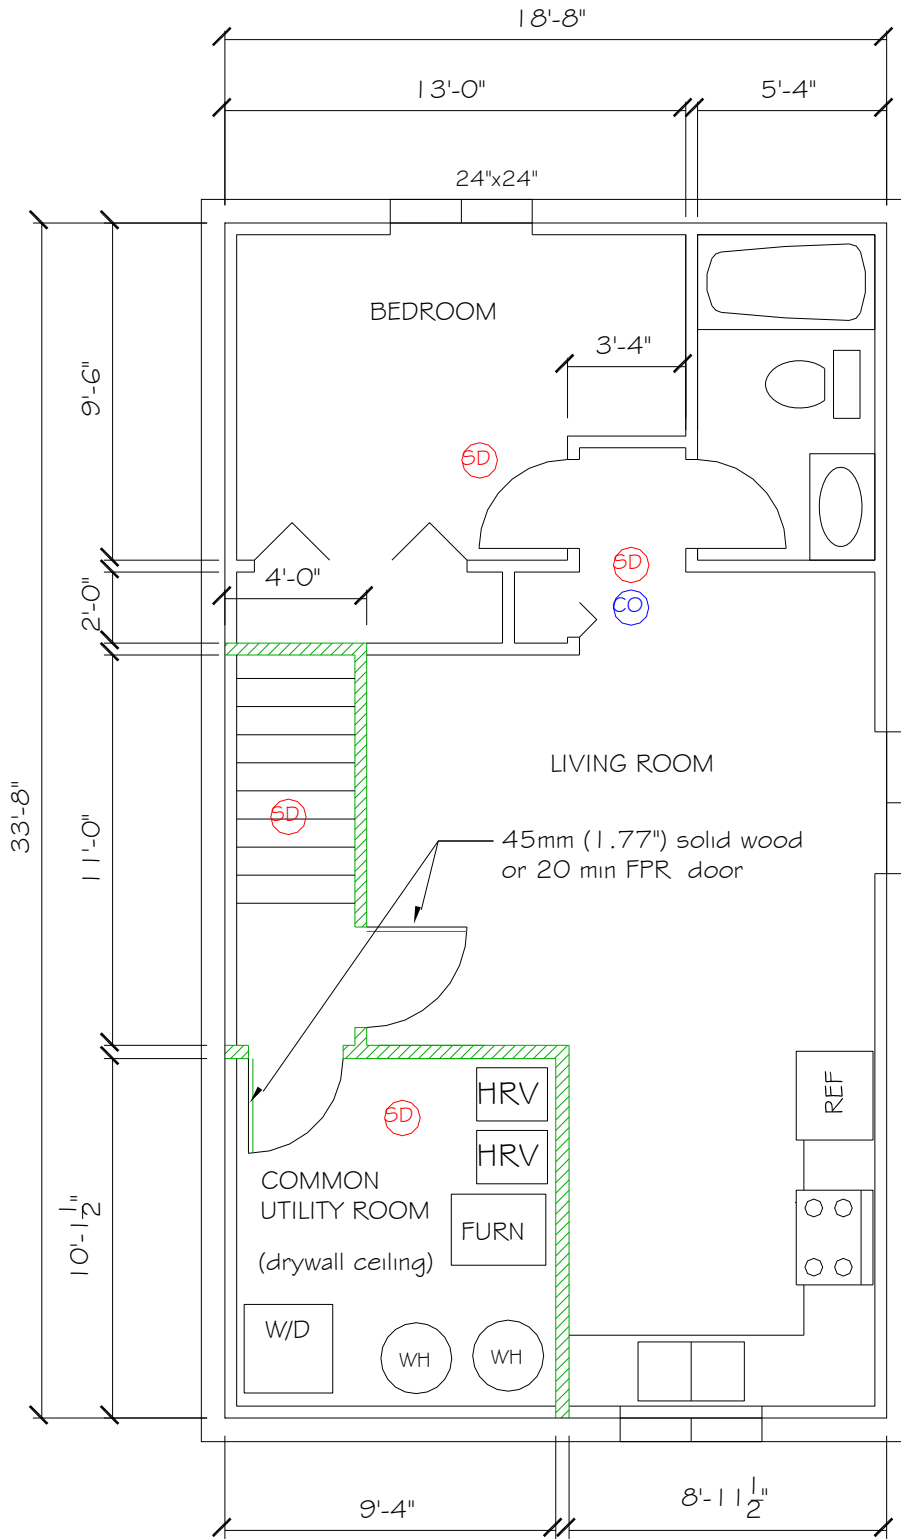 18'-8"
13'-0"
5'-4"
24"x24"
BEDROOM
3'-4"
9'-6"
SD
SD
4'-0"
2'-0"
CO
LIVING ROOM
33'-8"
11'-0"
SD
45mm (1.77") solid wood
or 20 min FPR door
HRV
REF
SD
HRV
COMMON
UTILITY ROOM
FURN
10'-1 1/2"
(drywall ceiling)
W/D
WH
WH
9'-4"
8'-11 1/2"